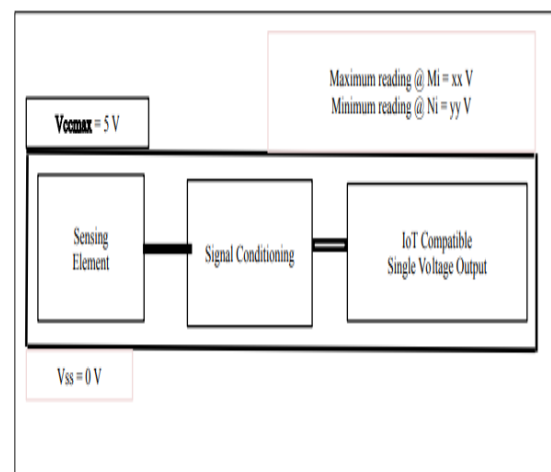 Maximum reading @ Mi = xx V
Minimum reading @ Ni = yy V
Vccmax = 5 V
Sensing
Element
Signal Conditioning
IoT Compatible
Single Voltage Output
Vss = 0 V